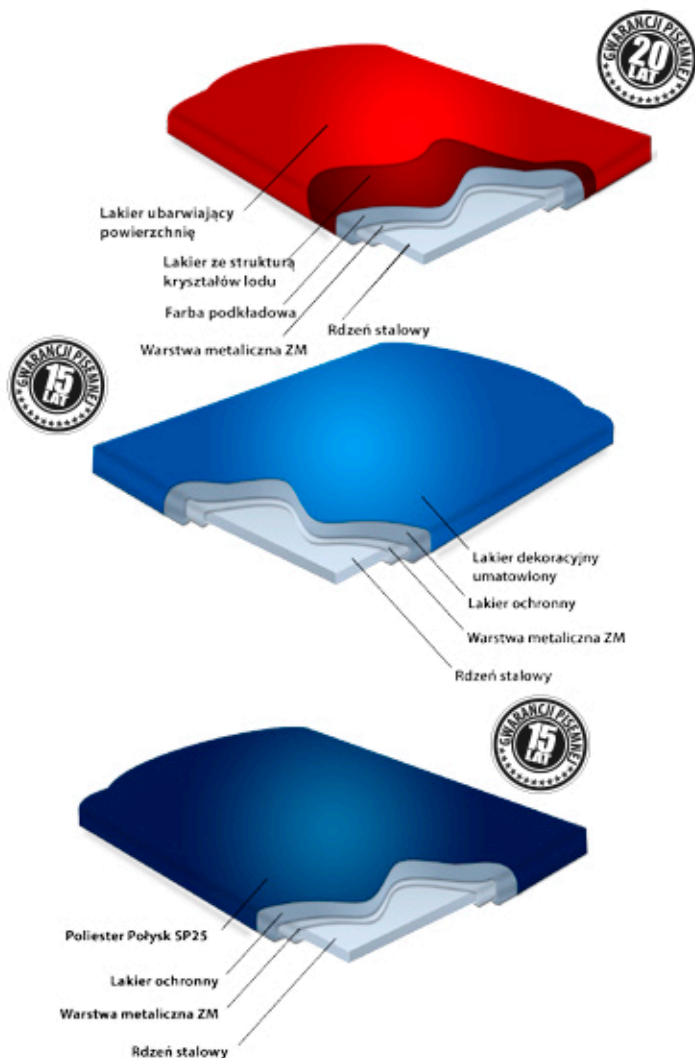 GWARANCJI PISEMNEJ
20
LAT
Lakier ubarwiający
powierzchnię
Lakier ze strukturą
kryształów lodu
Farba podkładowa
Rdzeń stalowy
Warstwa metaliczna ZM
GWARANCJI PISEMNEJ
15
LAT
Lakier dekoracyjny
umatowiony
Lakier ochronny
Warstwa metaliczna ZM
Rdzeń stalowy
GWARANCJI PISEMNEJ
15
LAT
Poliester Połysk SP25
Lakier ochronny
Warstwa metaliczna ZM
Rdzeń stalowy